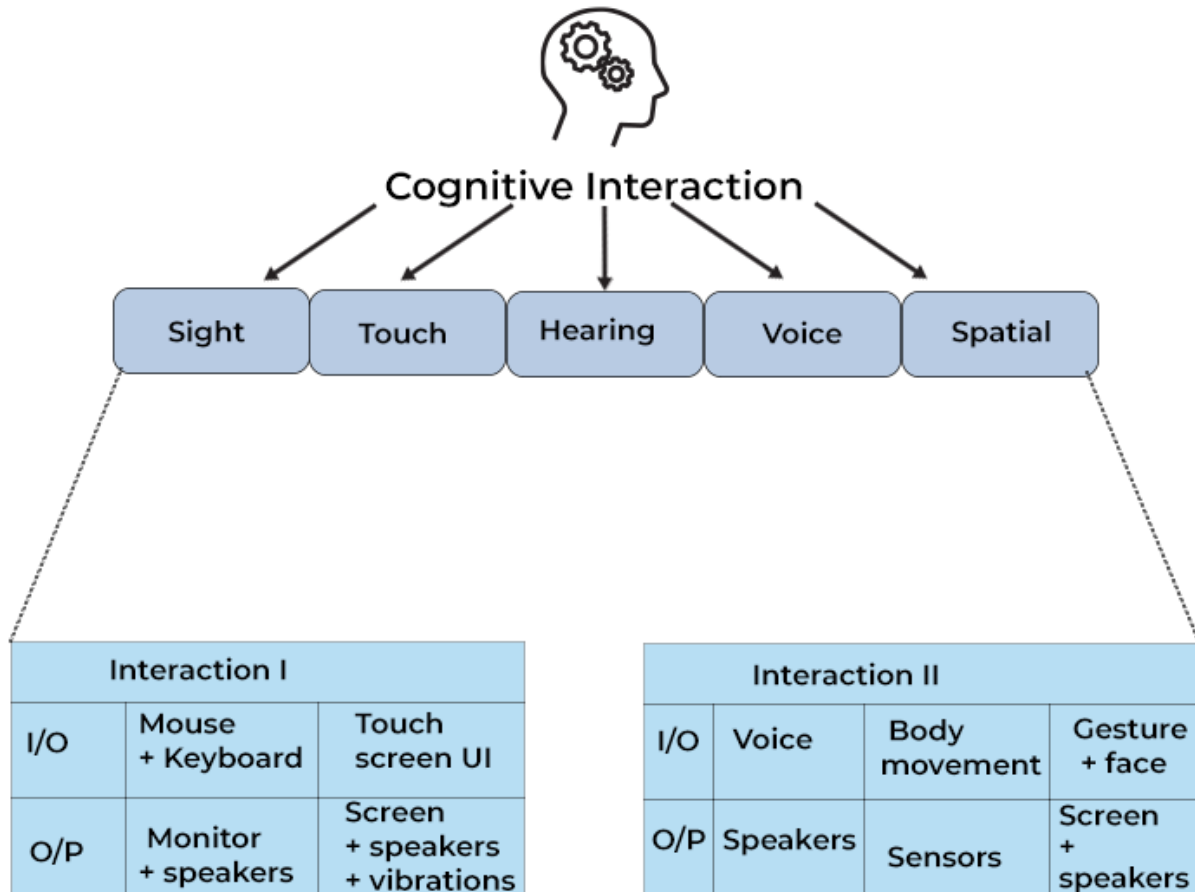 Cognitive Interaction
Sight
Touch
Hearing
Voice
Spatial
Interaction I
I/O
Mouse
+ Keyboard
Touch
screen UI
O/P
Monitor
+ speakers
Screen
+ speakers
+ vibrations
Interaction II
I/O
Voice
Body
movement
Gesture
+ face
O/P
Speakers
Sensors
Screen
+
speakers